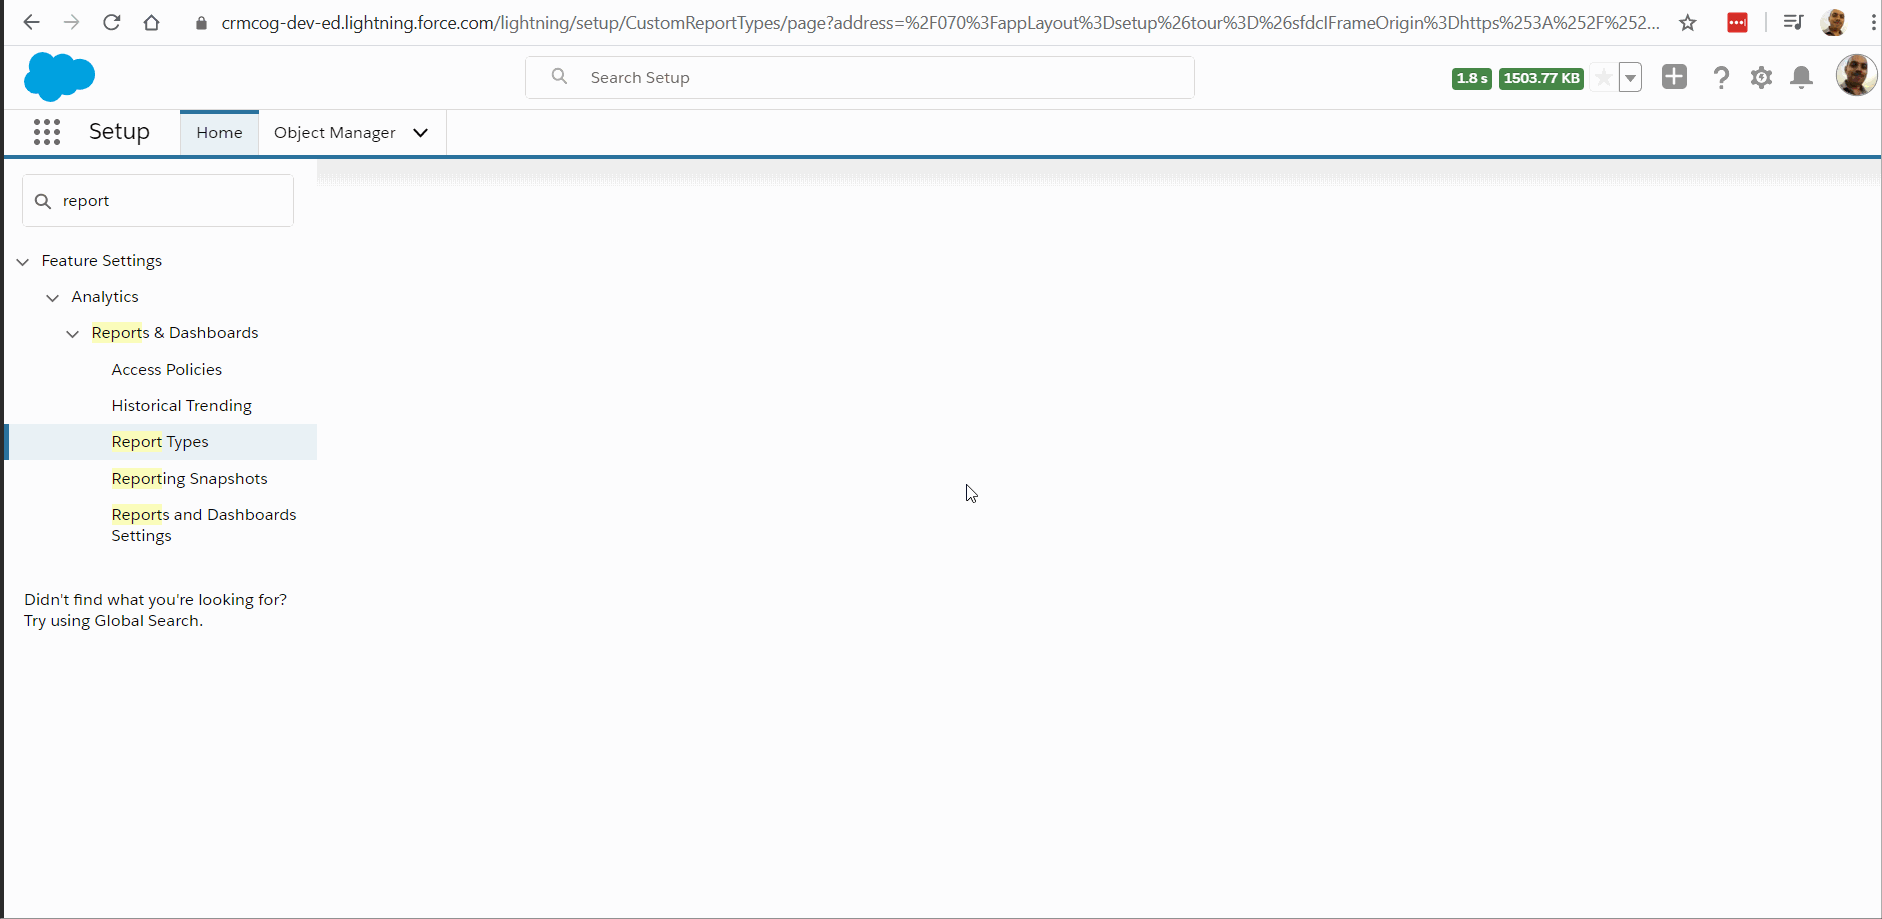 crmcog-dev-ed.lightning.force.com/lightning/setup/CustomReportTypes/page?address=%2F070%3FappLayout%3Dsetup%26tour%3D%26sfdcIFrameOrigin%3Dhttps%253A%252F%252...
Search Setup
1.8 s 1503.77 KB
Setup Home Object Manager
report
Feature Settings
Analytics
Reports & Dashboards
Access Policies
Historical Trending
Report Types
Reporting Snapshots
Reports and Dashboards
Settings
Didn't find what you're looking for?
Try using Global Search.